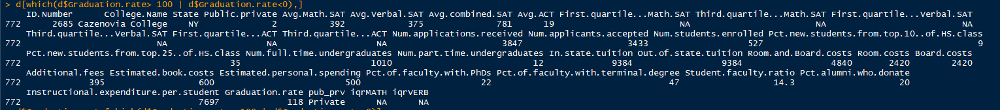 > d[which(d$Graduation.rate> 100 | d$Graduation.rate<0),]
ID.Number College.Name State Public.private Avg.Math.SAT Avg.Verbal.SAT Avg.combined.SAT Avg.ACT First.quartile...Math.SAT Third.quartile...Math.SAT First.quartile...Verbal.SAT
772 2685 Cazenovia College NY 2 392 375 781 19 NA NA NA
Third.quartile...Verbal.SAT First.quartile...ACT Third.quartile...ACT Num.applications.received Num.applicants.accepted Num.students.enrolled Pct.new.students.from.top.10..of.HS.class
772 NA NA NA 3847 3433 527 9
Pct.new.students.from.top.25..of.HS.class Num.full.time.undergraduates Num.part.time.undergraduates In.state.tuition Out.of.state.tuition Room.and.Board.costs Room.costs Board.costs
772 35 1010 12 9384 9384 4840 2420 2420
Additional.fees Estimated.book.costs Estimated.personal.spending Pct.of.faculty.with.PhDs Pct.of.faculty.with.terminal.degree Student.faculty.ratio Pct.alumni.who.donate
772 395 600 500 22 47 14.3 20
Instructional.expenditure.per.student Graduation.rate pub_prv iqrMATH iqrVERB
772 7697 118 Private NA NA